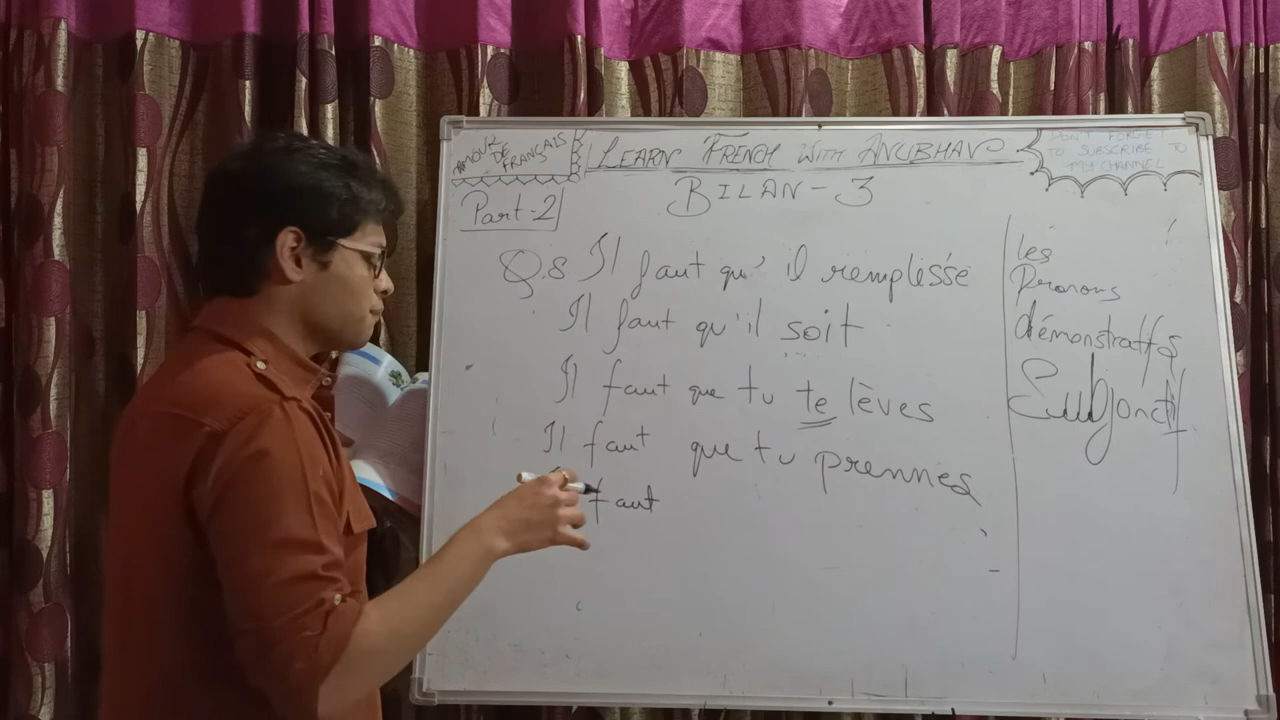 AMOUR DE FRANÇAIS
LEARN FRENCH WITH ANUBHAV
DON'T FORGET
TO SUBSCRIBE TO
MY CHANNEL
BILAN-3
Part-2
Q.8 Il faut qu' il remplisse
Il faut qu'il soit
Il faut que tu te lèves
Il faut que tu prennes
faut
les
Pronoms
démonstratifs
Subjonctif